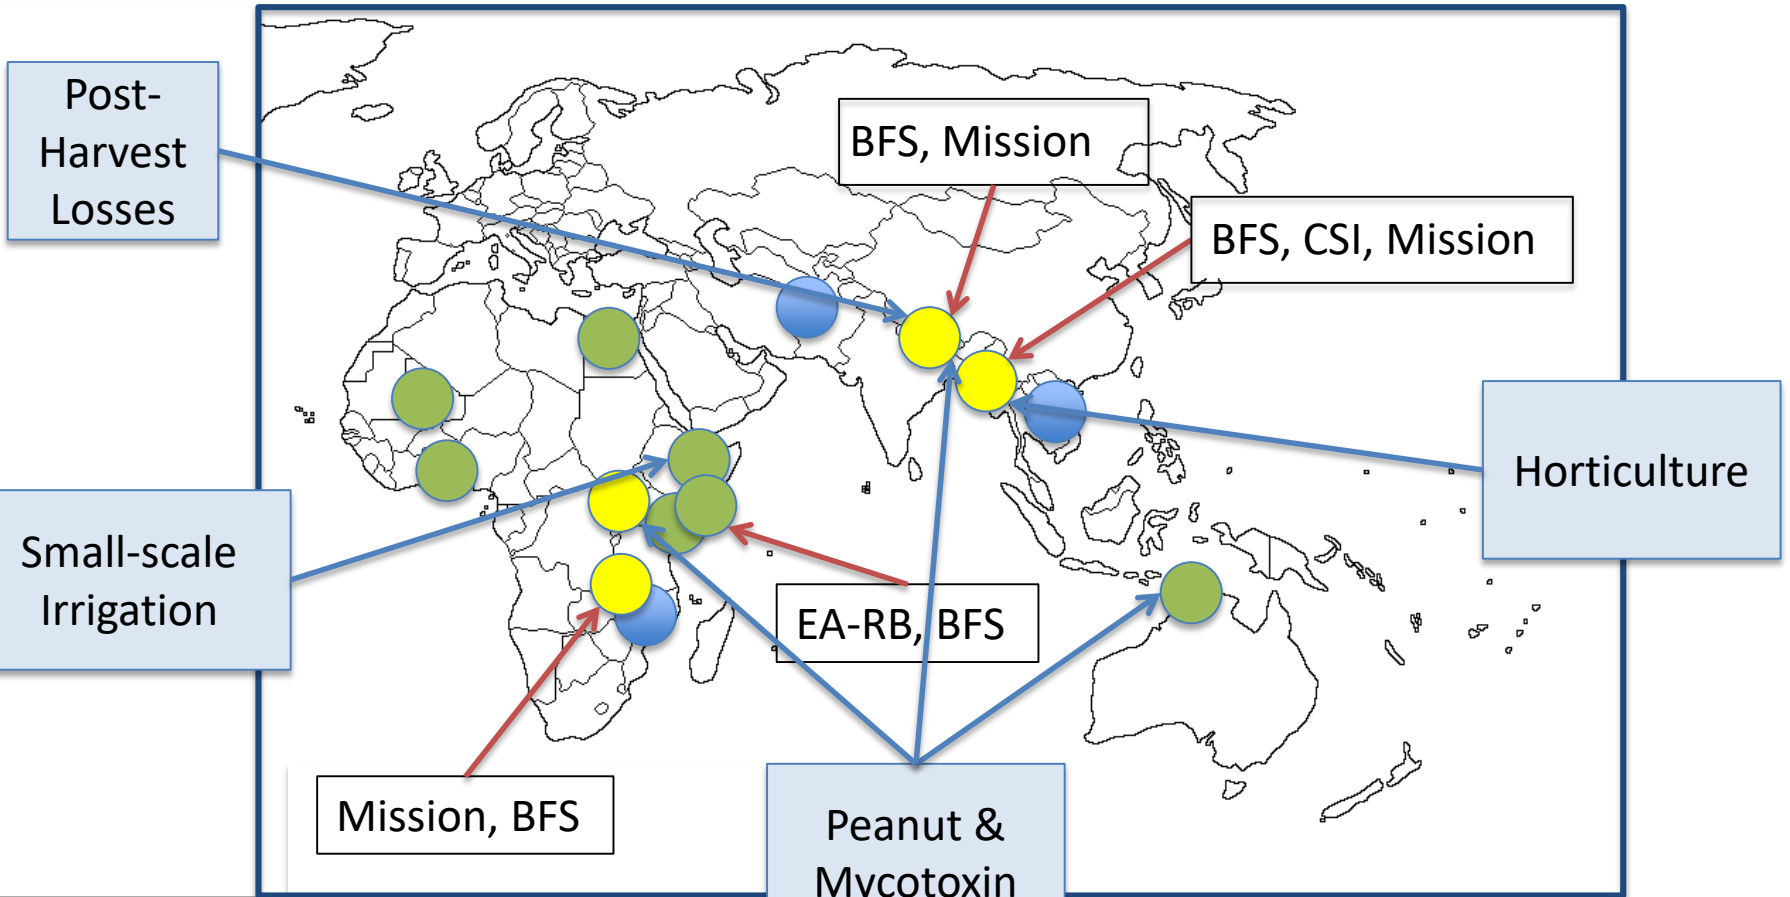 Post-
Harvest
Losses
BFS, Mission
BFS, CSI, Mission
Horticulture
Small-scale
Irrigation
EA-RB, BFS
Mission, BFS
Peanut &
Mycotoxin